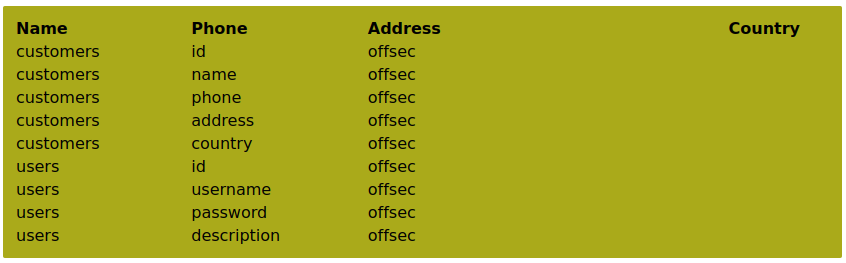 Name Phone Address Country
customers id offsec
customers name offsec
customers phone offsec
customers address offsec
customers country offsec
users id offsec
users username offsec
users password offsec
users description offsec